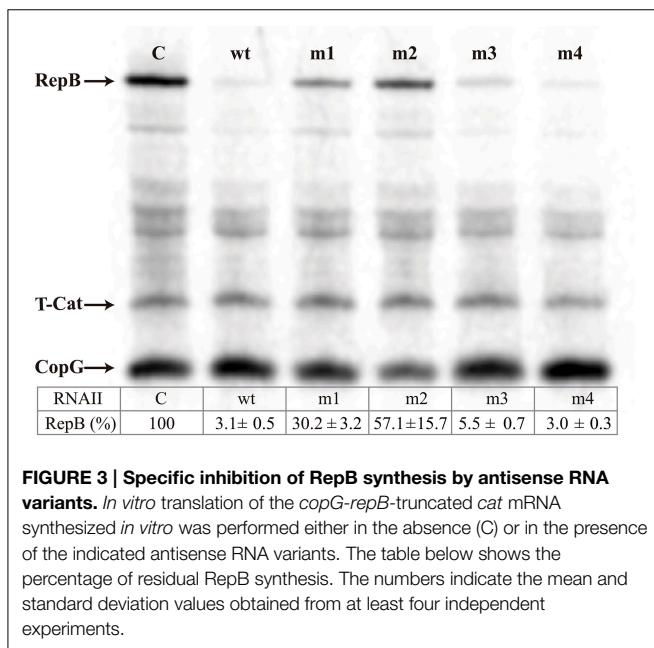 C wt m1 m2 m3 m4
RepB
T-Cat
CopG
RNAII C wt m1 m2 m3 m4
RepB (%) 100 3.1± 0.5 30.2 ± 3.2 57.1±15.7 5.5 ± 0.7 3.0 ± 0.3
FIGURE 3 | Specific inhibition of RepB synthesis by antisense RNA
variants. In vitro translation of the copG-repB-truncated cat mRNA
synthesized in vitro was performed either in the absence (C) or in the presence
of the indicated antisense RNA variants. The table below shows the
percentage of residual RepB synthesis. The numbers indicate the mean and
standard deviation values obtained from at least four independent
experiments.